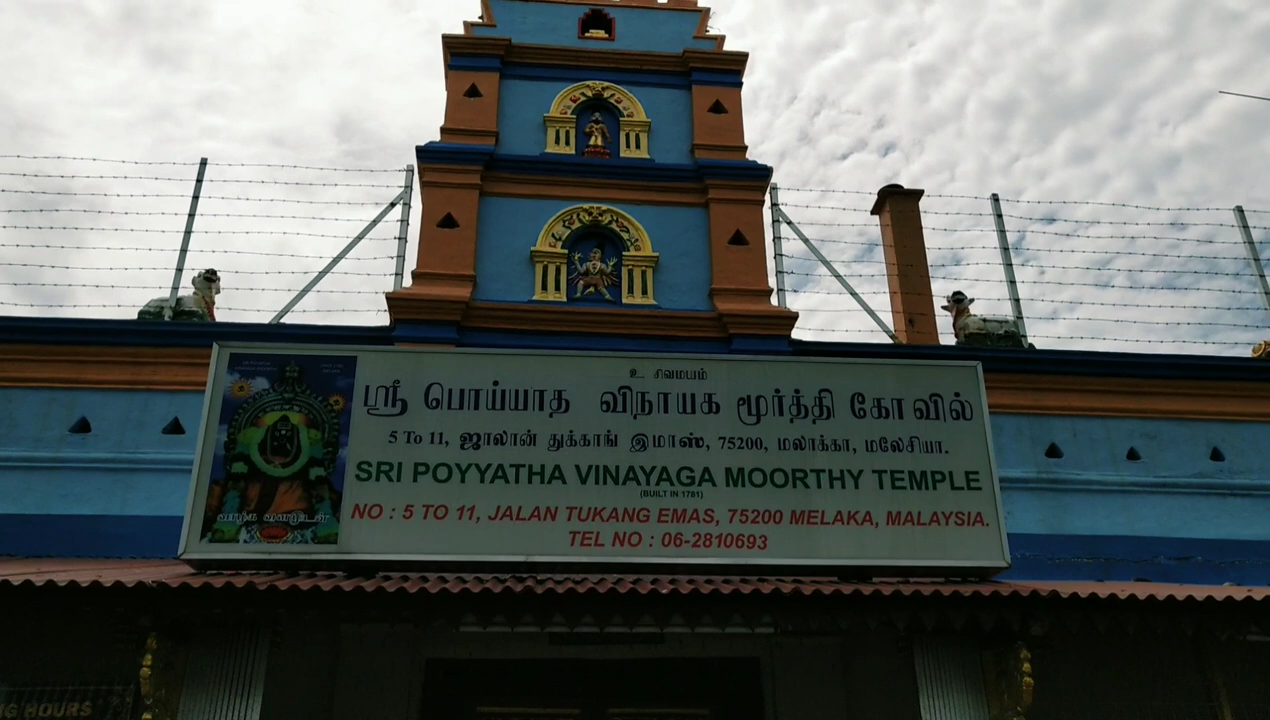 உ சிவமயம்
ஸ்ரீ பொய்யாத விநாயக மூர்த்தி கோவில்
5 To 11, ஜாலான் துக்காங் இமாஸ், 75200, மலாக்கா, மலேசியா.
SRI POYYATHA VINAYAGA MOORTHY TEMPLE
(BUILT IN 1781)
NO : 5 TO 11, JALAN TUKANG EMAS, 75200 MELAKA, MALAYSIA.
TEL NO : 06-2810693
HOURS